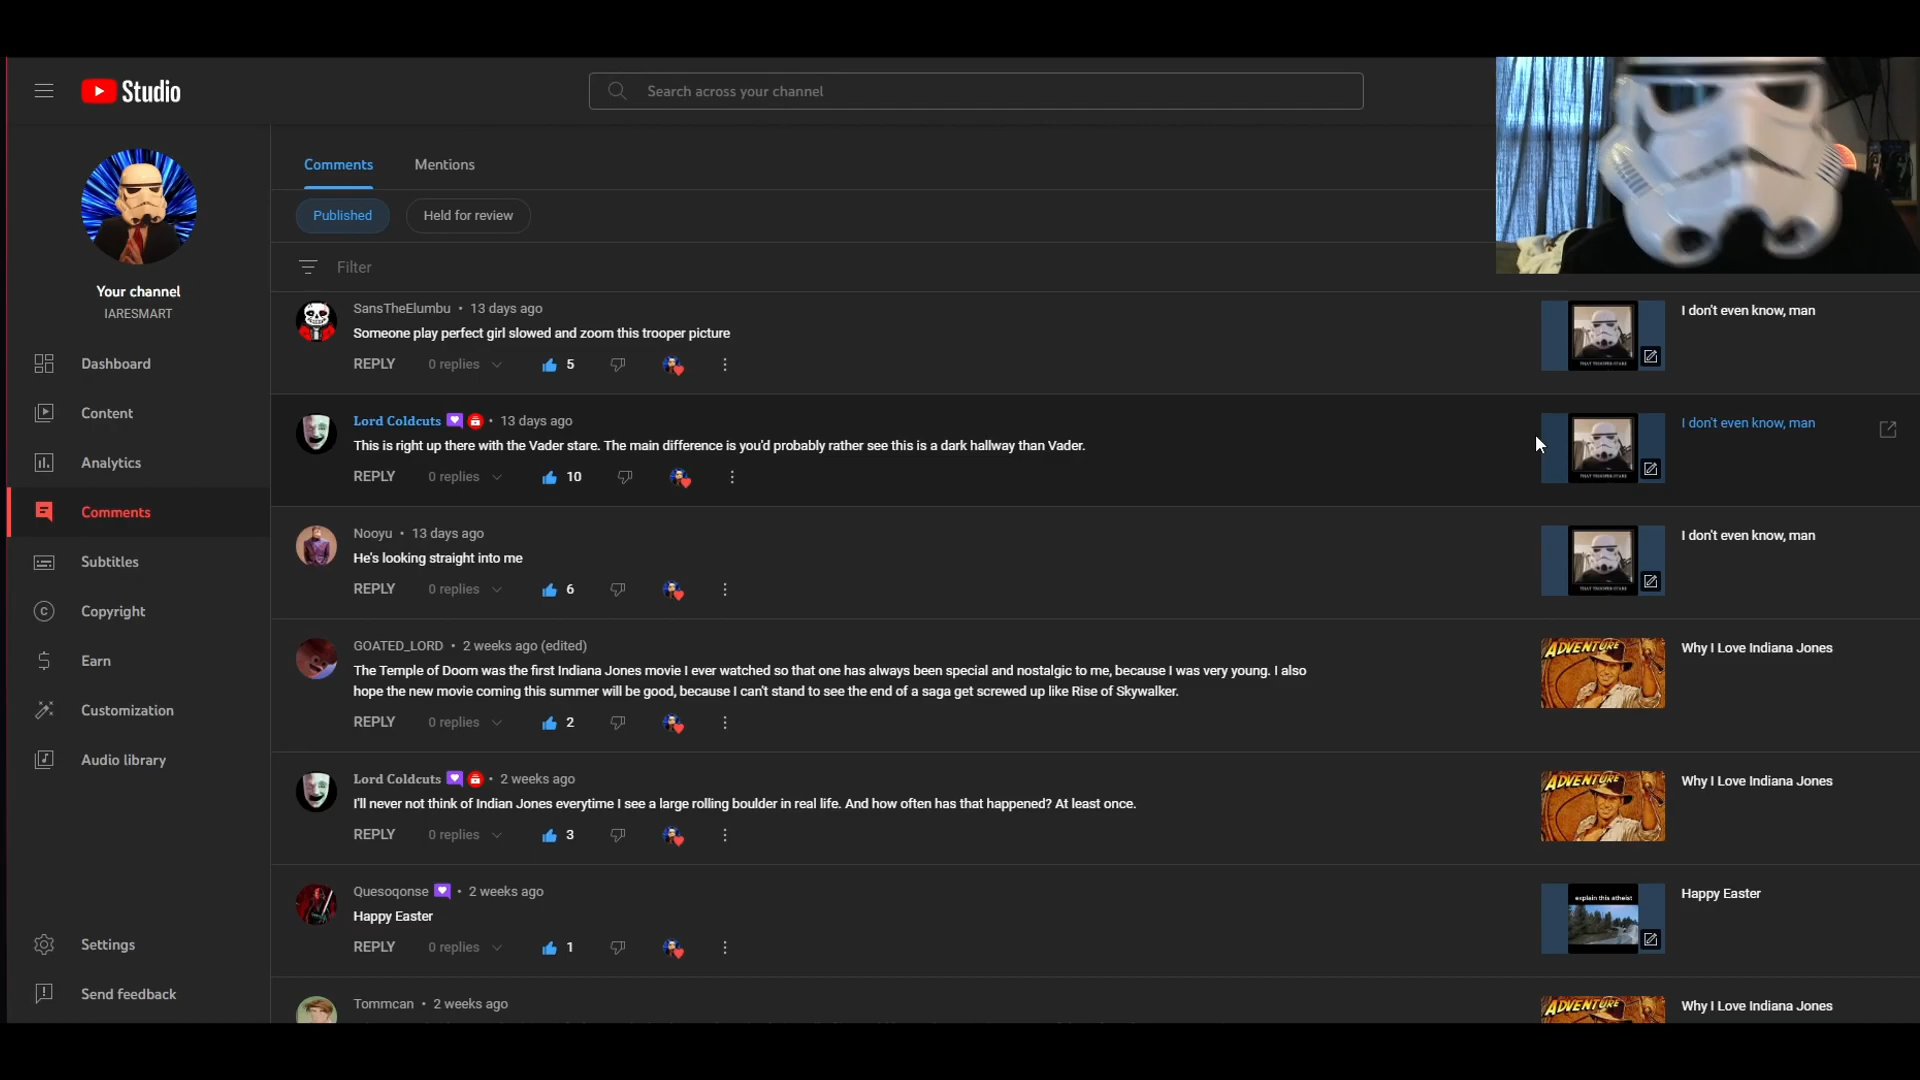 Studio
Search across your channel
Your channel
IARESMART
Dashboard
Content
Analytics
Comments
Subtitles
Copyright
Earn
Customization
Audio library
Settings
Send feedback
Comments
Mentions
Published
Held for review
Filter
SansTheElumbu • 13 days ago
Someone play perfect girl slowed and zoom this trooper picture
REPLY 0 replies 5
I don't even know, man
Lord Coldcuts • 13 days ago
This is right up there with the Vader stare. The main difference is you'd probably rather see this is a dark hallway than Vader.
REPLY 0 replies 10
I don't even know, man
Nooyu • 13 days ago
He's looking straight into me
REPLY 0 replies 6
I don't even know, man
GOATED_LORD • 2 weeks ago (edited)
The Temple of Doom was the first Indiana Jones movie I ever watched so that one has always been special and nostalgic to me, because I was very young. I also
hope the new movie coming this summer will be good, because I can't stand to see the end of a saga get screwed up like Rise of Skywalker.
REPLY 0 replies 2
ADVENTURE
Why I Love Indiana Jones
Lord Coldcuts • 2 weeks ago
I'll never not think of Indian Jones everytime I see a large rolling boulder in real life. And how often has that happened? At least once.
REPLY 0 replies 3
ADVENTURE
Why I Love Indiana Jones
Quesoqonse • 2 weeks ago
Happy Easter
REPLY 0 replies 1
explain this atheist
Happy Easter
Tommcan • 2 weeks ago
ADVENTURE
Why I Love Indiana Jones